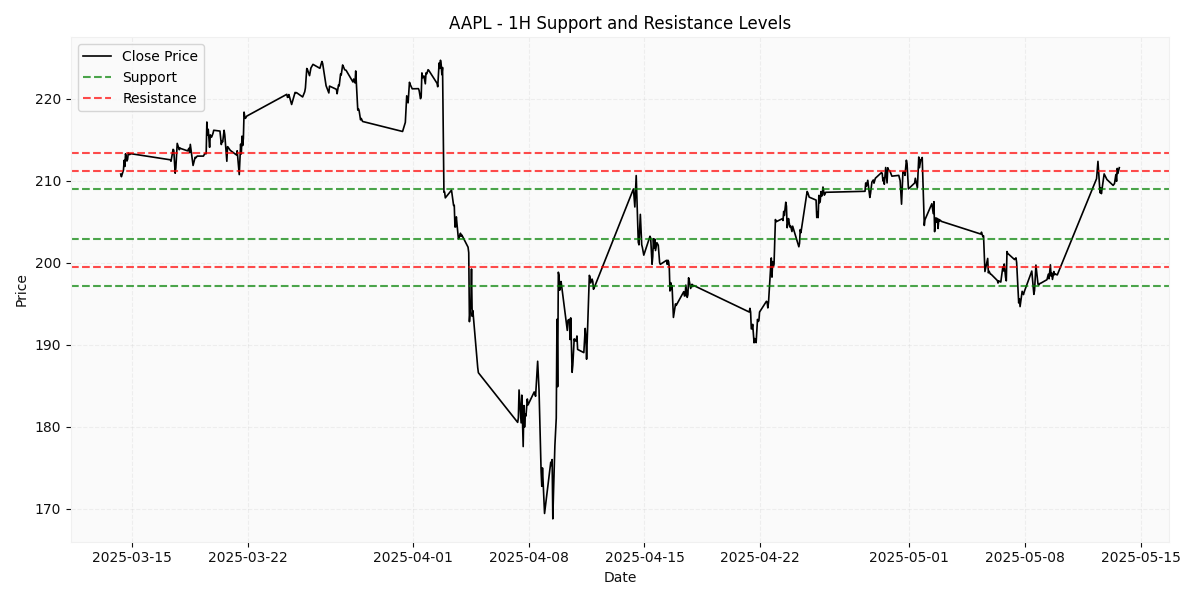 AAPL - 1H Support and Resistance Levels
Close Price
Support
Resistance
Price
220
210
200
190
180
170
2025-03-15 2025-03-22 2025-04-01 2025-04-08 2025-04-15 2025-04-22 2025-05-01 2025-05-08 2025-05-15
Date